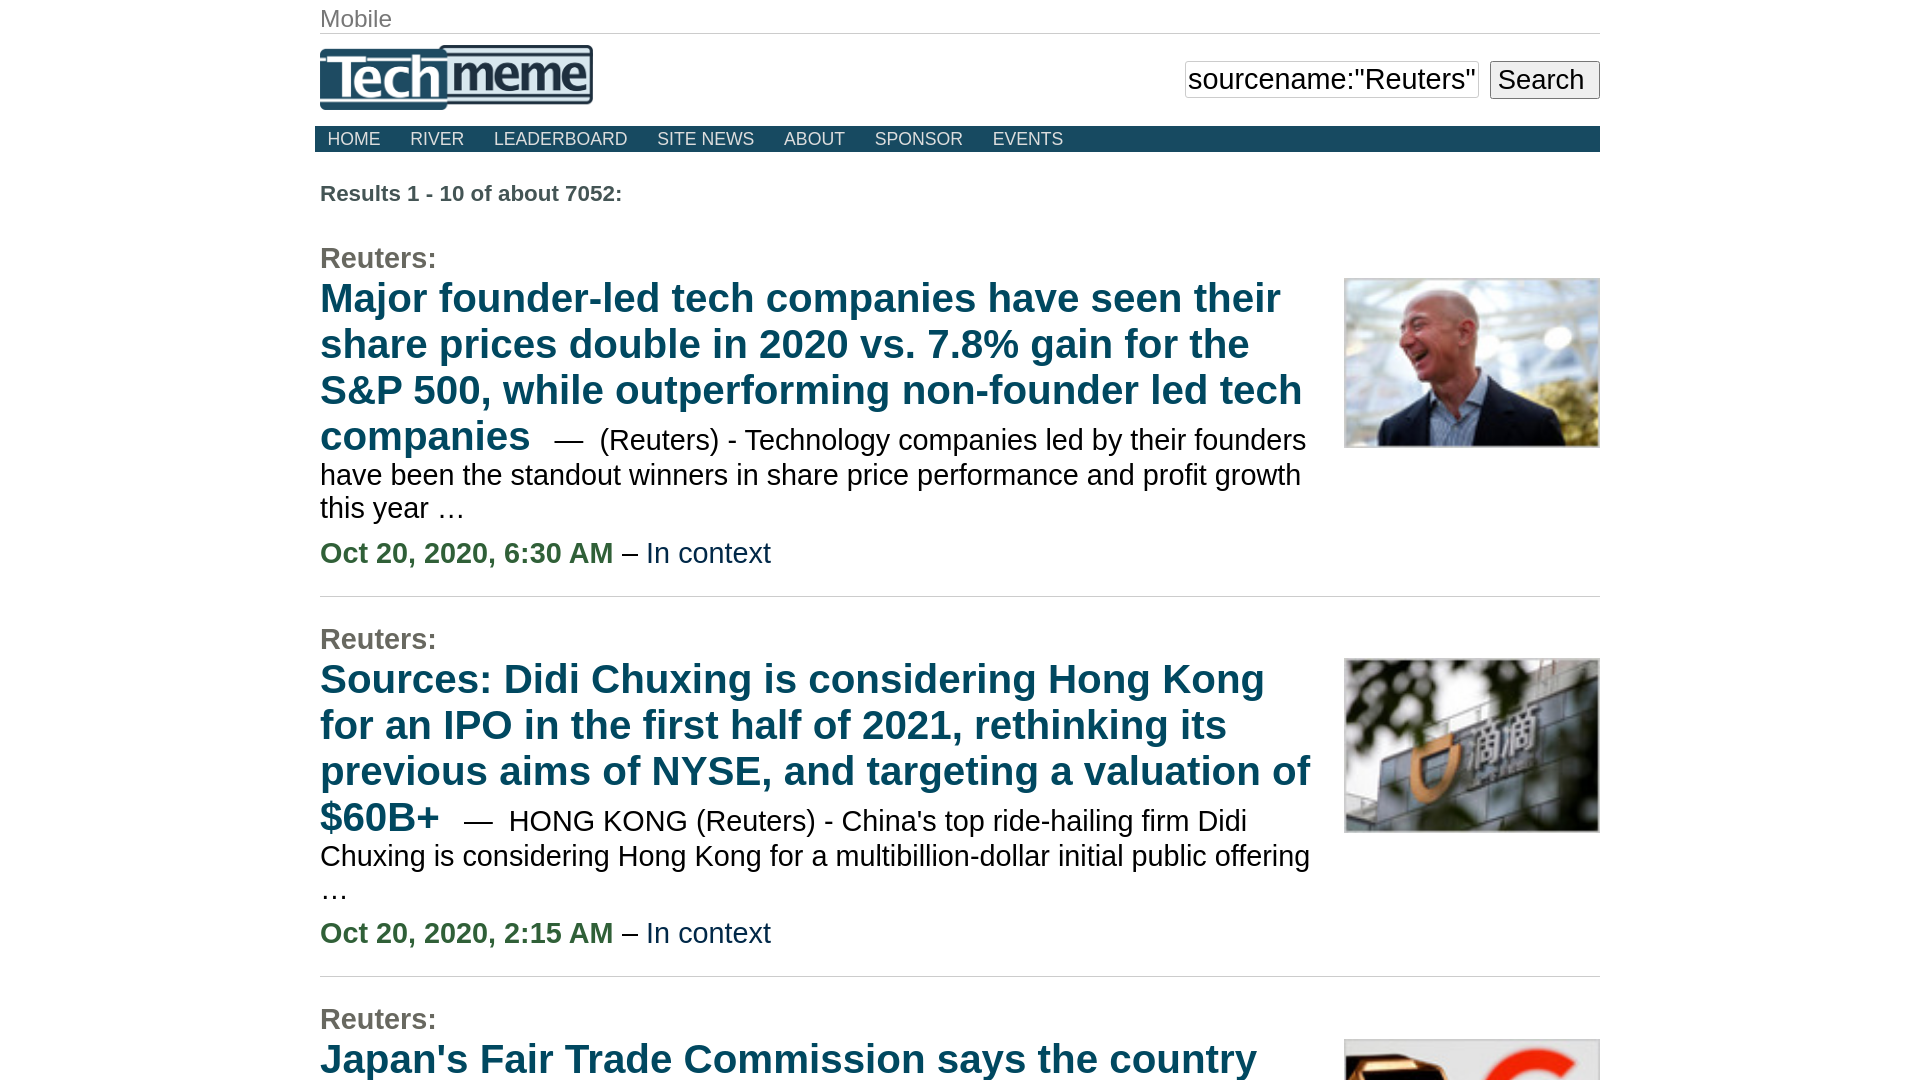 Mobile
Techmeme
sourcename:"Reuters" Search
HOME RIVER LEADERBOARD SITE NEWS ABOUT SPONSOR EVENTS
Results 1 - 10 of about 7052:
Reuters:
Major founder-led tech companies have seen their
share prices double in 2020 vs. 7.8% gain for the
S&P 500, while outperforming non-founder led tech
companies — (Reuters) - Technology companies led by their founders
have been the standout winners in share price performance and profit growth
this year …
Oct 20, 2020, 6:30 AM – In context
Reuters:
Sources: Didi Chuxing is considering Hong Kong
for an IPO in the first half of 2021, rethinking its
previous aims of NYSE, and targeting a valuation of
$60B+ — HONG KONG (Reuters) - China's top ride-hailing firm Didi
Chuxing is considering Hong Kong for a multibillion-dollar initial public offering
…
滴滴
Oct 20, 2020, 2:15 AM – In context
Reuters:
Japan's Fair Trade Commission says the country